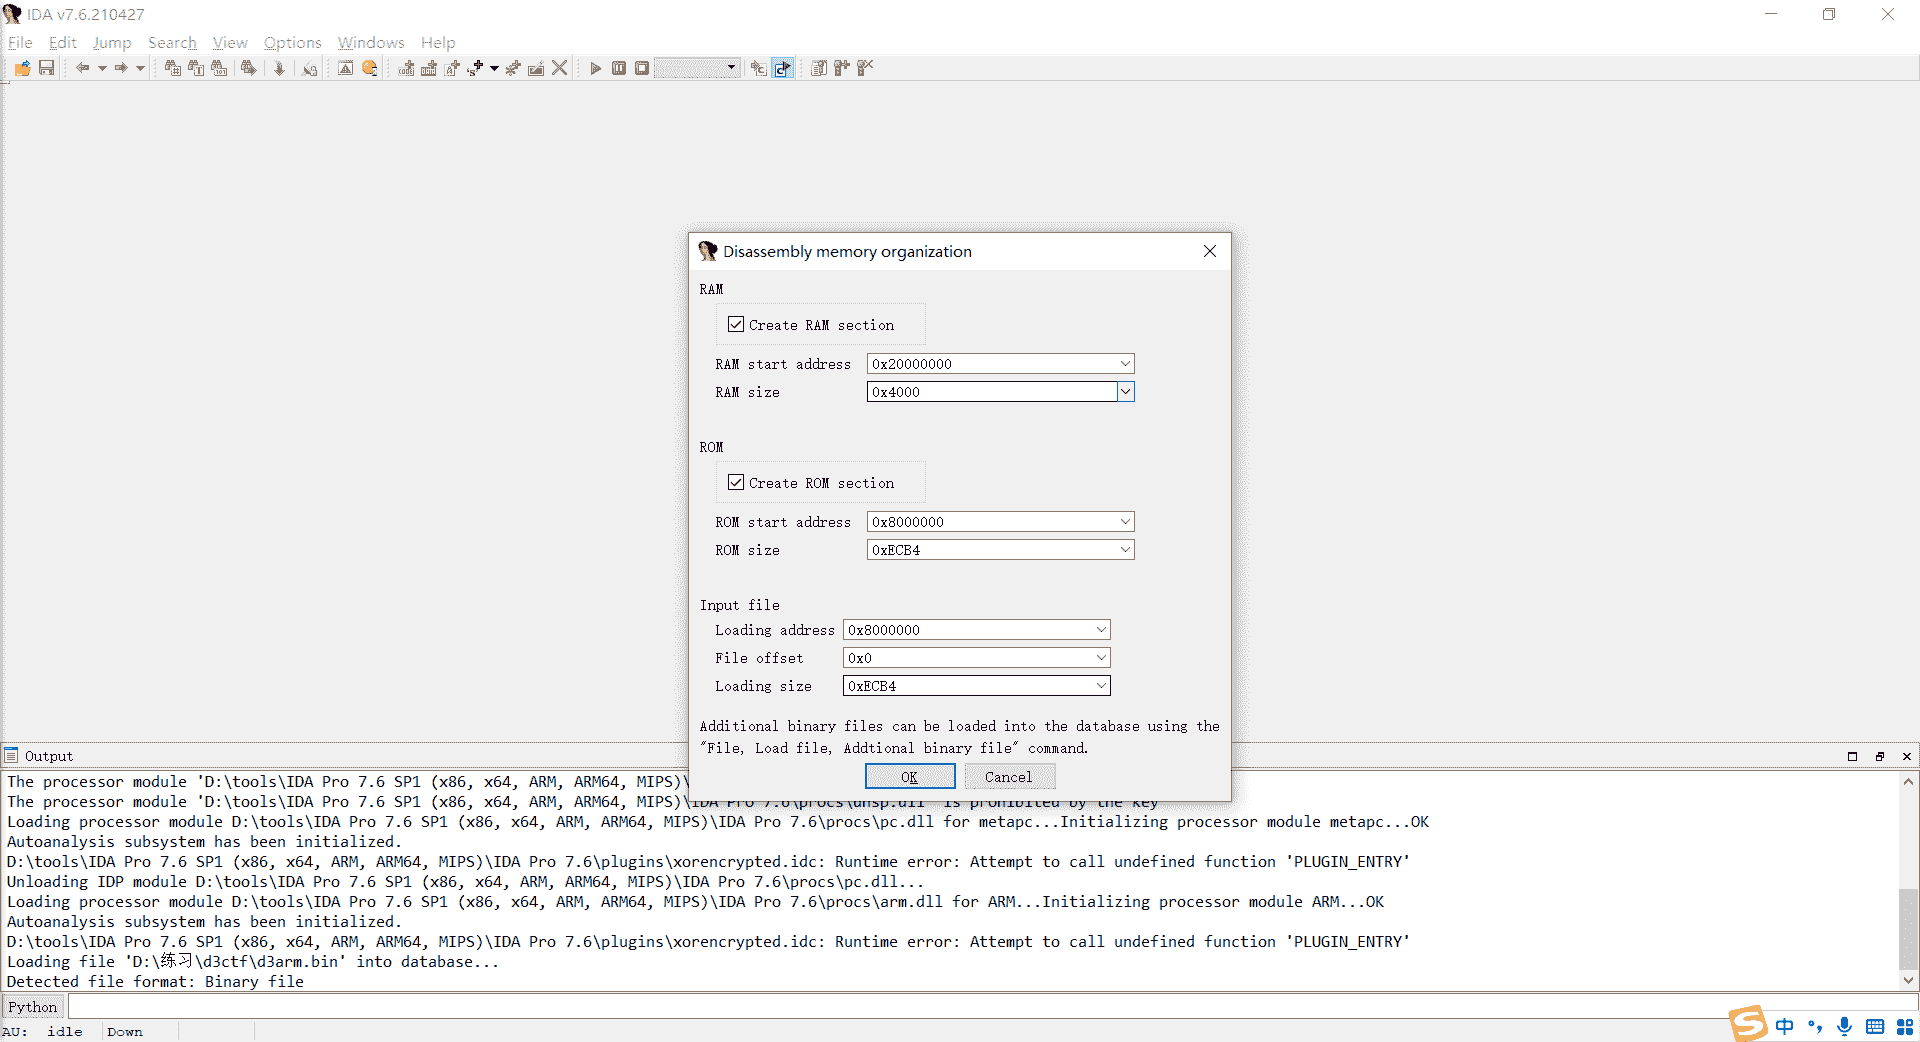 IDA v7.6.210427
File Edit Jump Search View Options Windows Help
Disassembly memory organization
RAM
Create RAM section
RAM start address 0x20000000
RAM size 0x4000
ROM
Create ROM section
ROM start address 0x8000000
ROM size 0xECB4
Input file
Loading address 0x8000000
File offset 0x0
Loading size 0xECB4
Additional binary files can be loaded into the database using the
"File, Load file, Addtional binary file" command.
OK Cancel
Output
The processor module 'D:\tools\IDA Pro 7.6 SP1 (x86, x64, ARM, ARM64, MIPS)\
The processor module 'D:\tools\IDA Pro 7.6 SP1 (x86, x64, ARM, ARM64, MIPS)\IDA Pro 7.6\procs\unsp.dll' is prohibited by the key
Loading processor module D:\tools\IDA Pro 7.6 SP1 (x86, x64, ARM, ARM64, MIPS)\IDA Pro 7.6\procs\pc.dll for metapc...Initializing processor module metapc...OK
Autoanalysis subsystem has been initialized.
D:\tools\IDA Pro 7.6 SP1 (x86, x64, ARM, ARM64, MIPS)\IDA Pro 7.6\plugins\xorencrypted.idc: Runtime error: Attempt to call undefined function 'PLUGIN_ENTRY'
Unloading IDP module D:\tools\IDA Pro 7.6 SP1 (x86, x64, ARM, ARM64, MIPS)\IDA Pro 7.6\procs\pc.dll...
Loading processor module D:\tools\IDA Pro 7.6 SP1 (x86, x64, ARM, ARM64, MIPS)\IDA Pro 7.6\procs\arm.dll for ARM...Initializing processor module ARM...OK
Autoanalysis subsystem has been initialized.
D:\tools\IDA Pro 7.6 SP1 (x86, x64, ARM, ARM64, MIPS)\IDA Pro 7.6\plugins\xorencrypted.idc: Runtime error: Attempt to call undefined function 'PLUGIN_ENTRY'
Loading file 'D:\练习\d3ctf\d3arm.bin' into database...
Detected file format: Binary file
Python
AU: idle Down
S 中